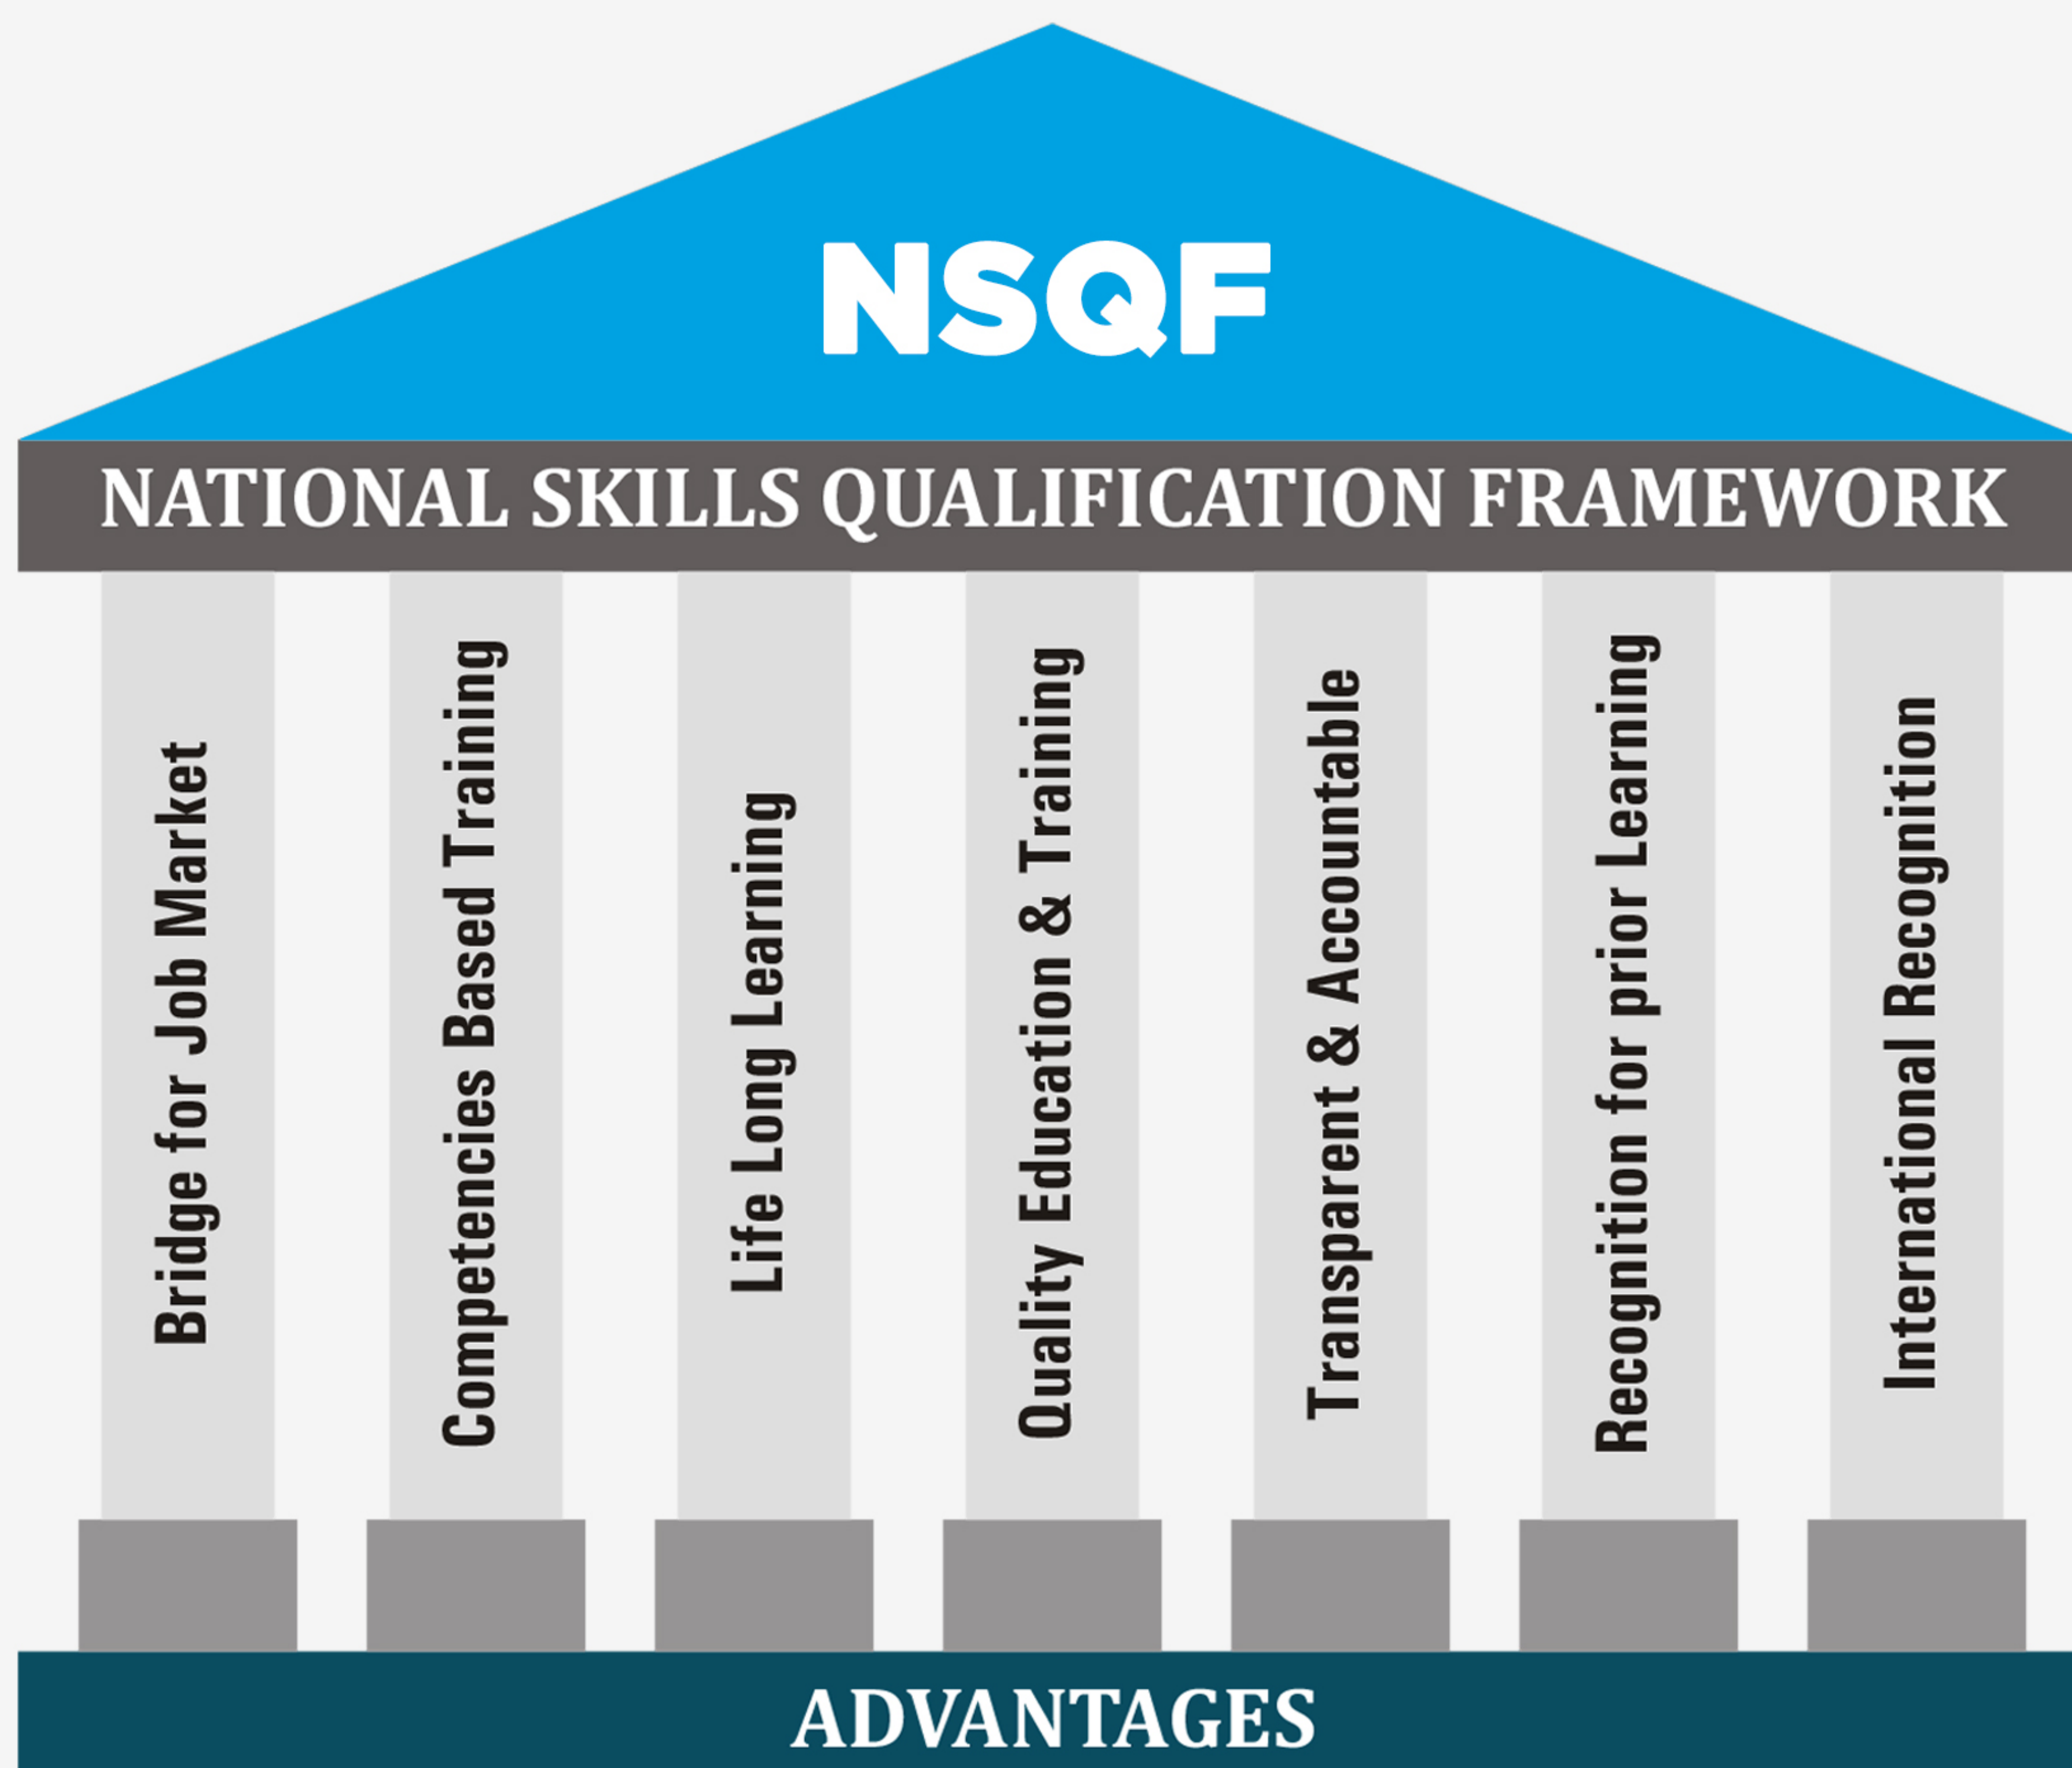 NSQF
NATIONAL SKILLS QUALIFICATION FRAMEWORK
Bridge for Job Market
Competencies Based Training
Life Long Learning
Quality Education & Training
Transparent & Accountable
Recognition for prior Learning
International Recognition
ADVANTAGES